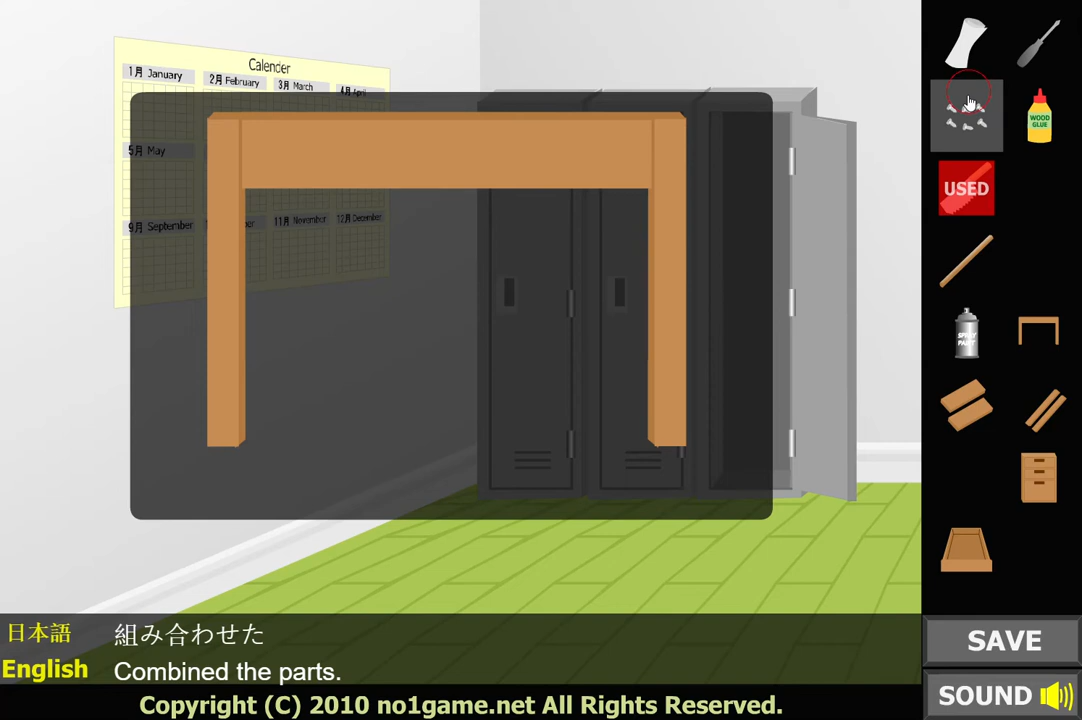 Calender
1月 January
2月 February
3月 March
4月 April
5月 May
9月 September
11月 November
12月 December
WOOD
GLUE
USED
SPRAY
PAINT
日本語
組み合わせた
English
Combined the parts.
SAVE
SOUND
Copyright (C) 2010 no1game.net All Rights Reserved.